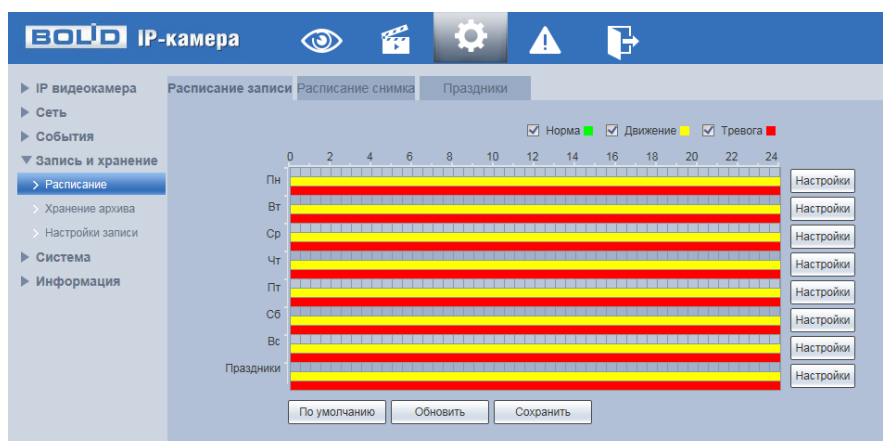 BOLID IP-камера
IP видеокамера
Сеть
События
Запись и хранение
Расписание
Хранение архива
Настройки записи
Система
Информация
Расписание записи Расписание снимка Праздники
Норма Движение Тревога
0 2 4 6 8 10 12 14 16 18 20 22 24
Пн Настройки
Вт Настройки
Ср Настройки
Чт Настройки
Пт Настройки
Сб Настройки
Вс Настройки
Праздники Настройки
По умолчанию Обновить Сохранить